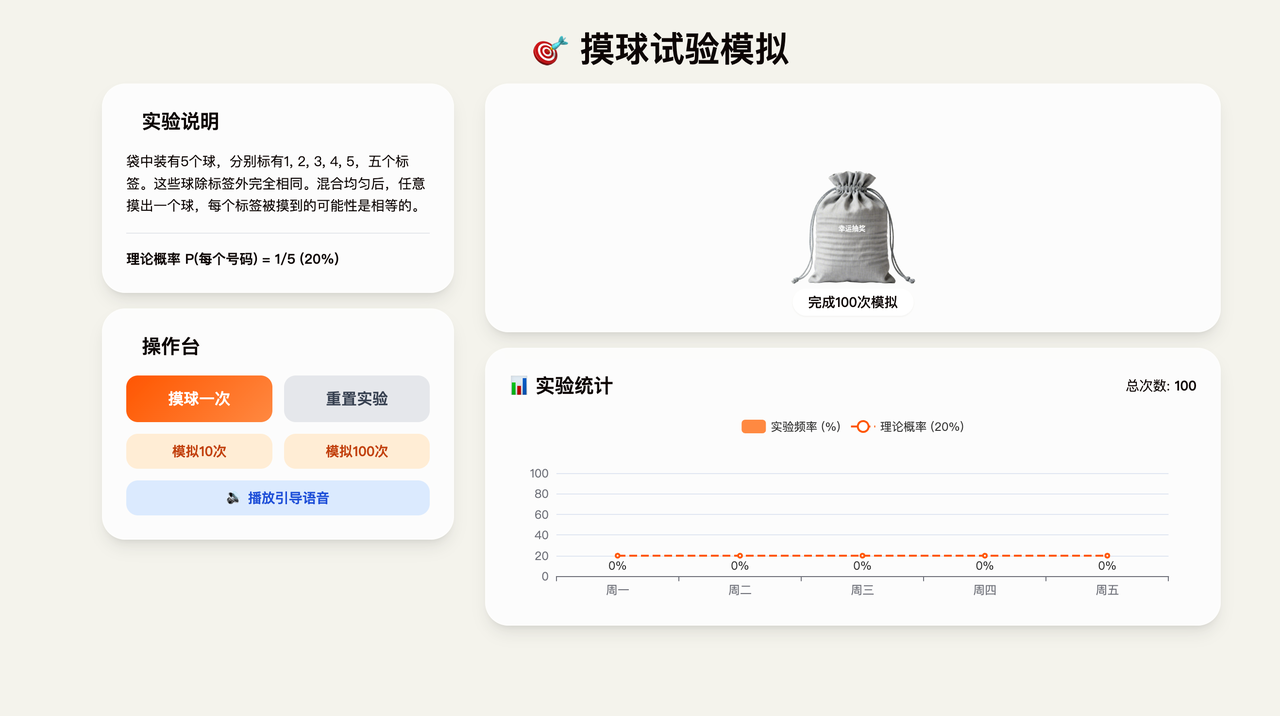 摸球试验模拟
实验说明
袋中装有5个球，分别标有1, 2, 3, 4, 5，五个标
签。这些球除标签外完全相同。混合均匀后，任意
摸出一个球，每个标签被摸到的可能性是相等的。
理论概率 P(每个号码) = 1/5 (20%)
操作台
摸球一次
重置实验
模拟10次
模拟100次
播放引导语音
幸运抽奖
完成100次模拟
实验统计
总次数: 100
实验频率 (%)
理论概率 (20%)
100
80
60
40
20
0
0%
0%
0%
0%
0%
周一
周二
周三
周四
周五